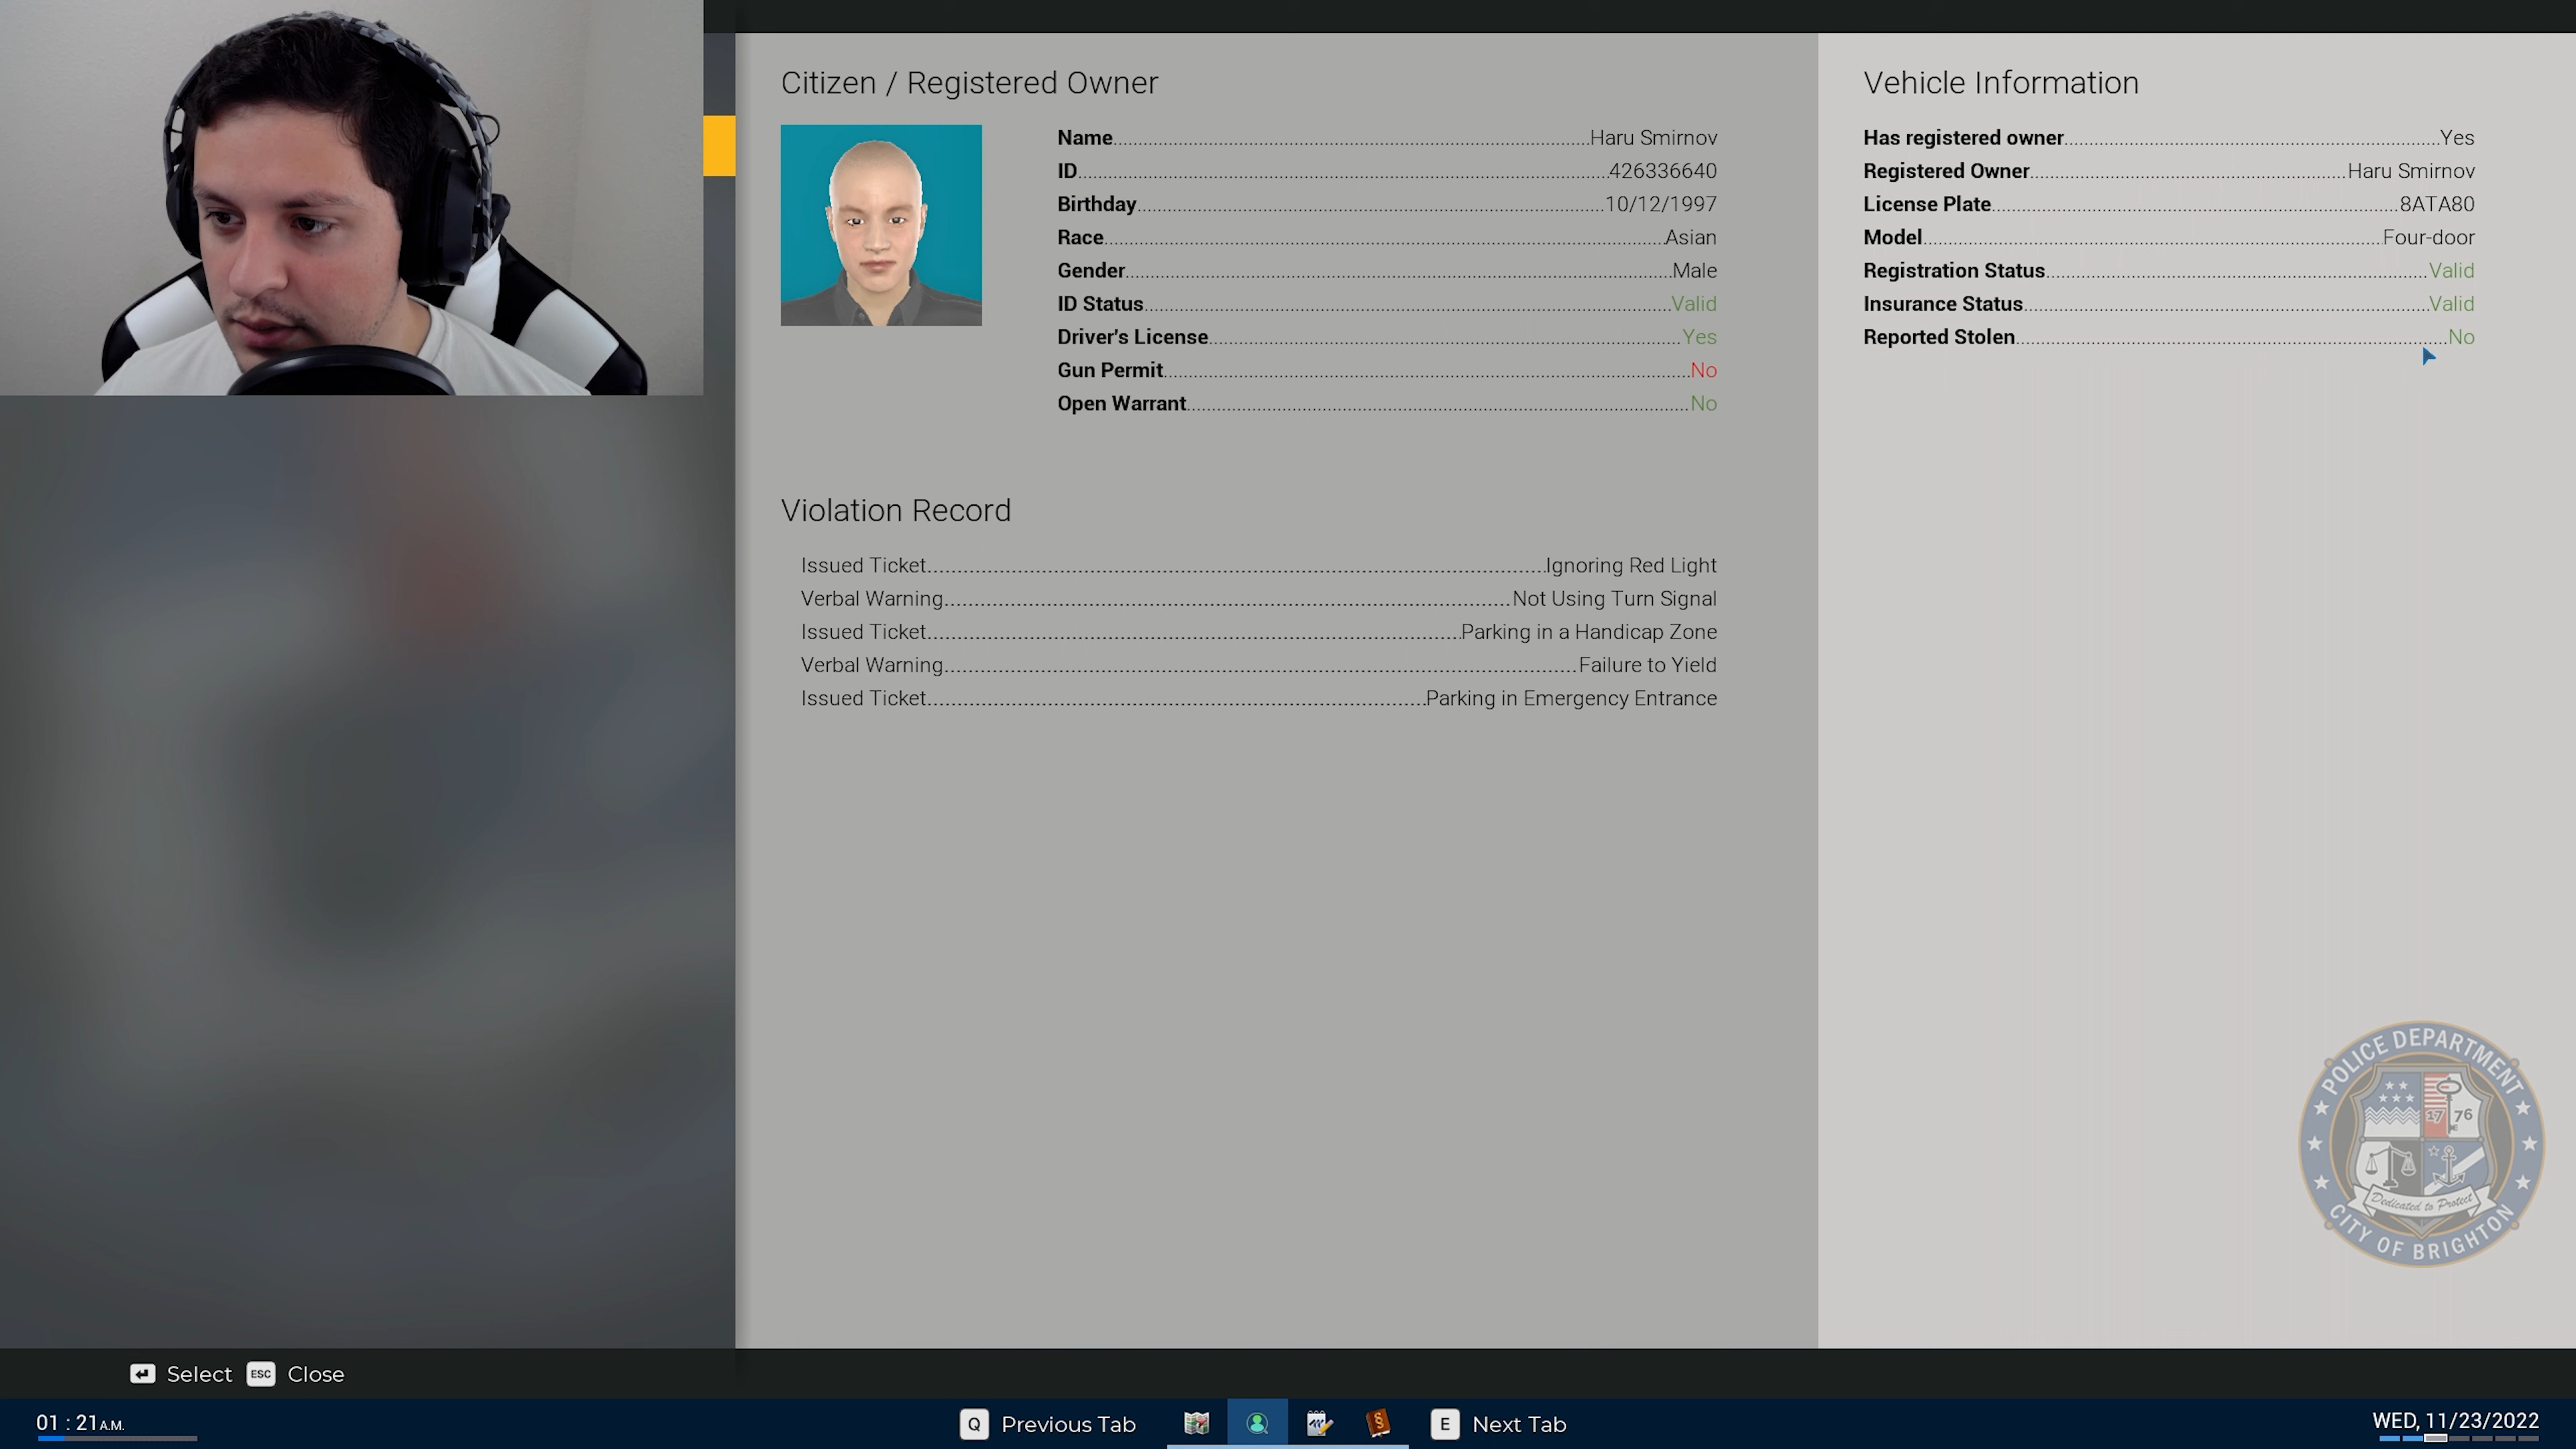 Citizen / Registered Owner
Name Haru Smirnov
ID 426336640
Birthday 10/12/1997
Race Asian
Gender Male
ID Status Valid
Driver's License Yes
Gun Permit No
Open Warrant No
Violation Record
Issued Ticket Ignoring Red Light
Verbal Warning Not Using Turn Signal
Issued Ticket Parking in a Handicap Zone
Verbal Warning Failure to Yield
Issued Ticket Parking in Emergency Entrance
Vehicle Information
Has registered owner Yes
Registered Owner Haru Smirnov
License Plate 8ATA80
Model Four-door
Registration Status Valid
Insurance Status Valid
Reported Stolen No
POLICE DEPARTMENT
1776
Dedicated to Protect
CITY OF BRIGHTON
Select ESC Close
01 : 21 A.M.
Q Previous Tab § E Next Tab
WED, 11/23/2022